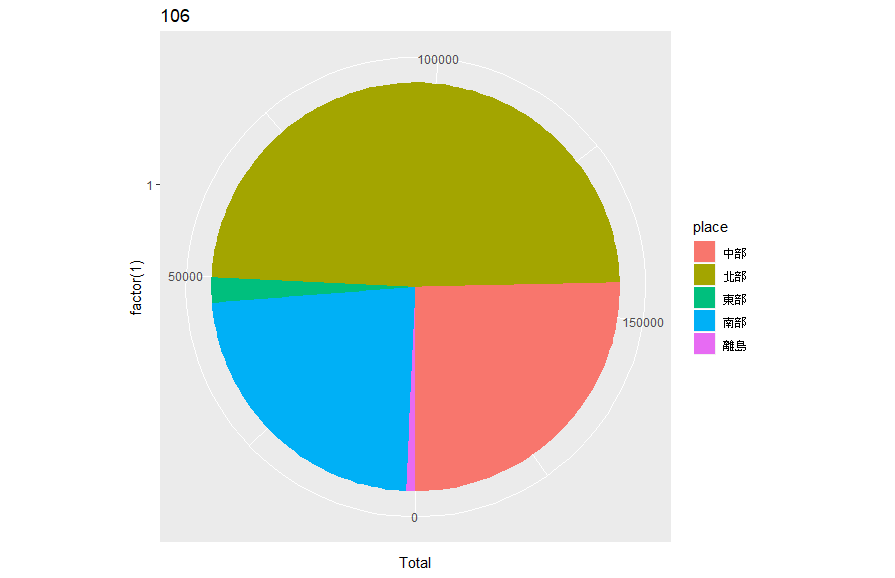 106
100000
1
50000
150000
0
factor(1)
Total
place
中部
北部
東部
南部
離島